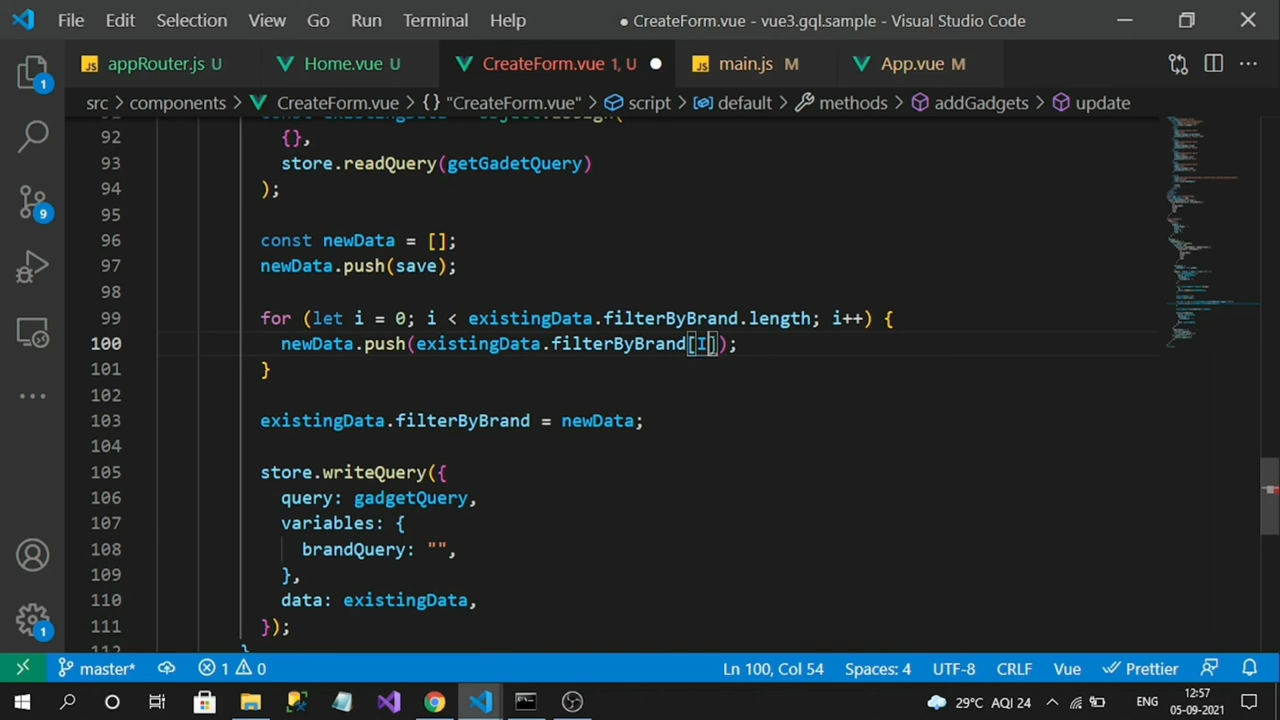 File Edit Selection View Go Run Terminal Help ● CreateForm.vue - vue3.gql.sample - Visual Studio Code
JS appRouter.js U Home.vue U CreateForm.vue 1, U JS main.js M App.vue M
src > components > CreateForm.vue > {} "CreateForm.vue" > script > default > methods > addGadgets > update
92 {},
93 store.readQuery(getGadetQuery)
94 );
95
96 const newData = [];
97 newData.push(save);
98
99 for (let i = 0; i < existingData.filterByBrand.length; i++) {
100 newData.push(existingData.filterByBrand[I]);
101 }
102
103 existingData.filterByBrand = newData;
104
105 store.writeQuery({
106 query: gadgetQuery,
107 variables: {
108 brandQuery: "",
109 },
110 data: existingData,
111 });
1
9
1
master* 1 0 Ln 100, Col 54 Spaces: 4 UTF-8 CRLF Vue Prettier
29°C AQI 24 ENG 12:57
05-09-2021